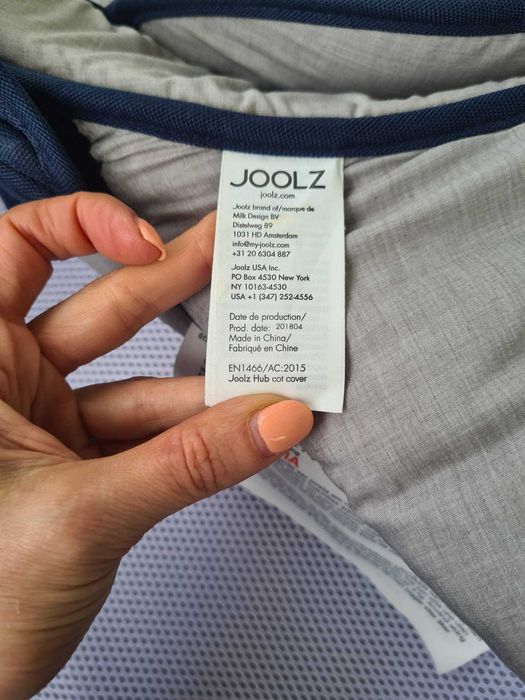 JOOLZ
joolz.com
Joolz brand of/marque de
Milk Design BV
Distelweg 89
1031 HD Amsterdam
info@my-joolz.com
+31 20 6304 887
Joolz USA Inc.
PO Box 4530 New York
NY 10163-4530
USA +1 (347) 252-4556
Date de production/
Prod. date: 201804
Made in China/
Fabriqué en Chine
EN1466/AC:2015
Joolz Hub cot cover